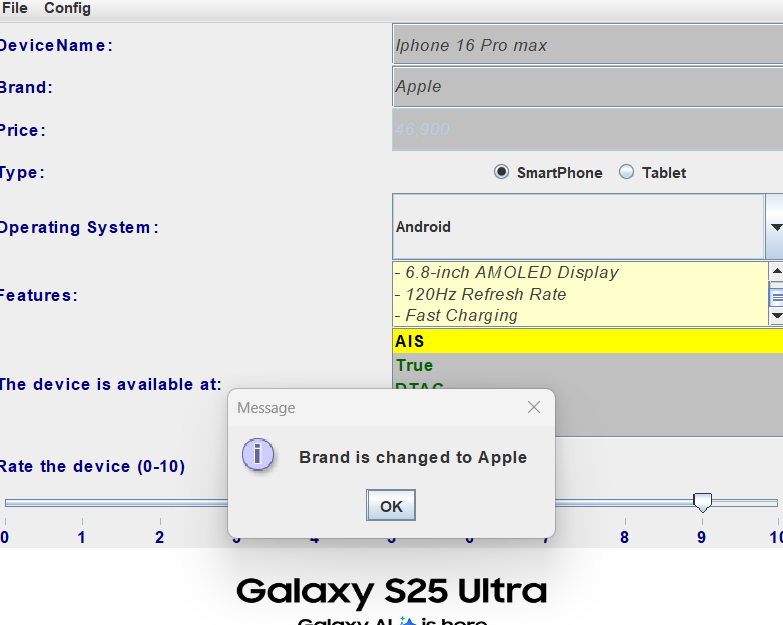 File Config
DeviceName: Iphone 16 Pro max
Brand: Apple
Price: 46,900
Type: SmartPhone Tablet
Operating System: Android
Features: - 6.8-inch AMOLED Display
- 120Hz Refresh Rate
- Fast Charging
The device is available at: AIS
True
DTAC
Message
Brand is changed to Apple
OK
Rate the device (0-10)
0 1 2 3 4 5 6 7 8 9 10
Galaxy S25 Ultra
Galaxy AI is here